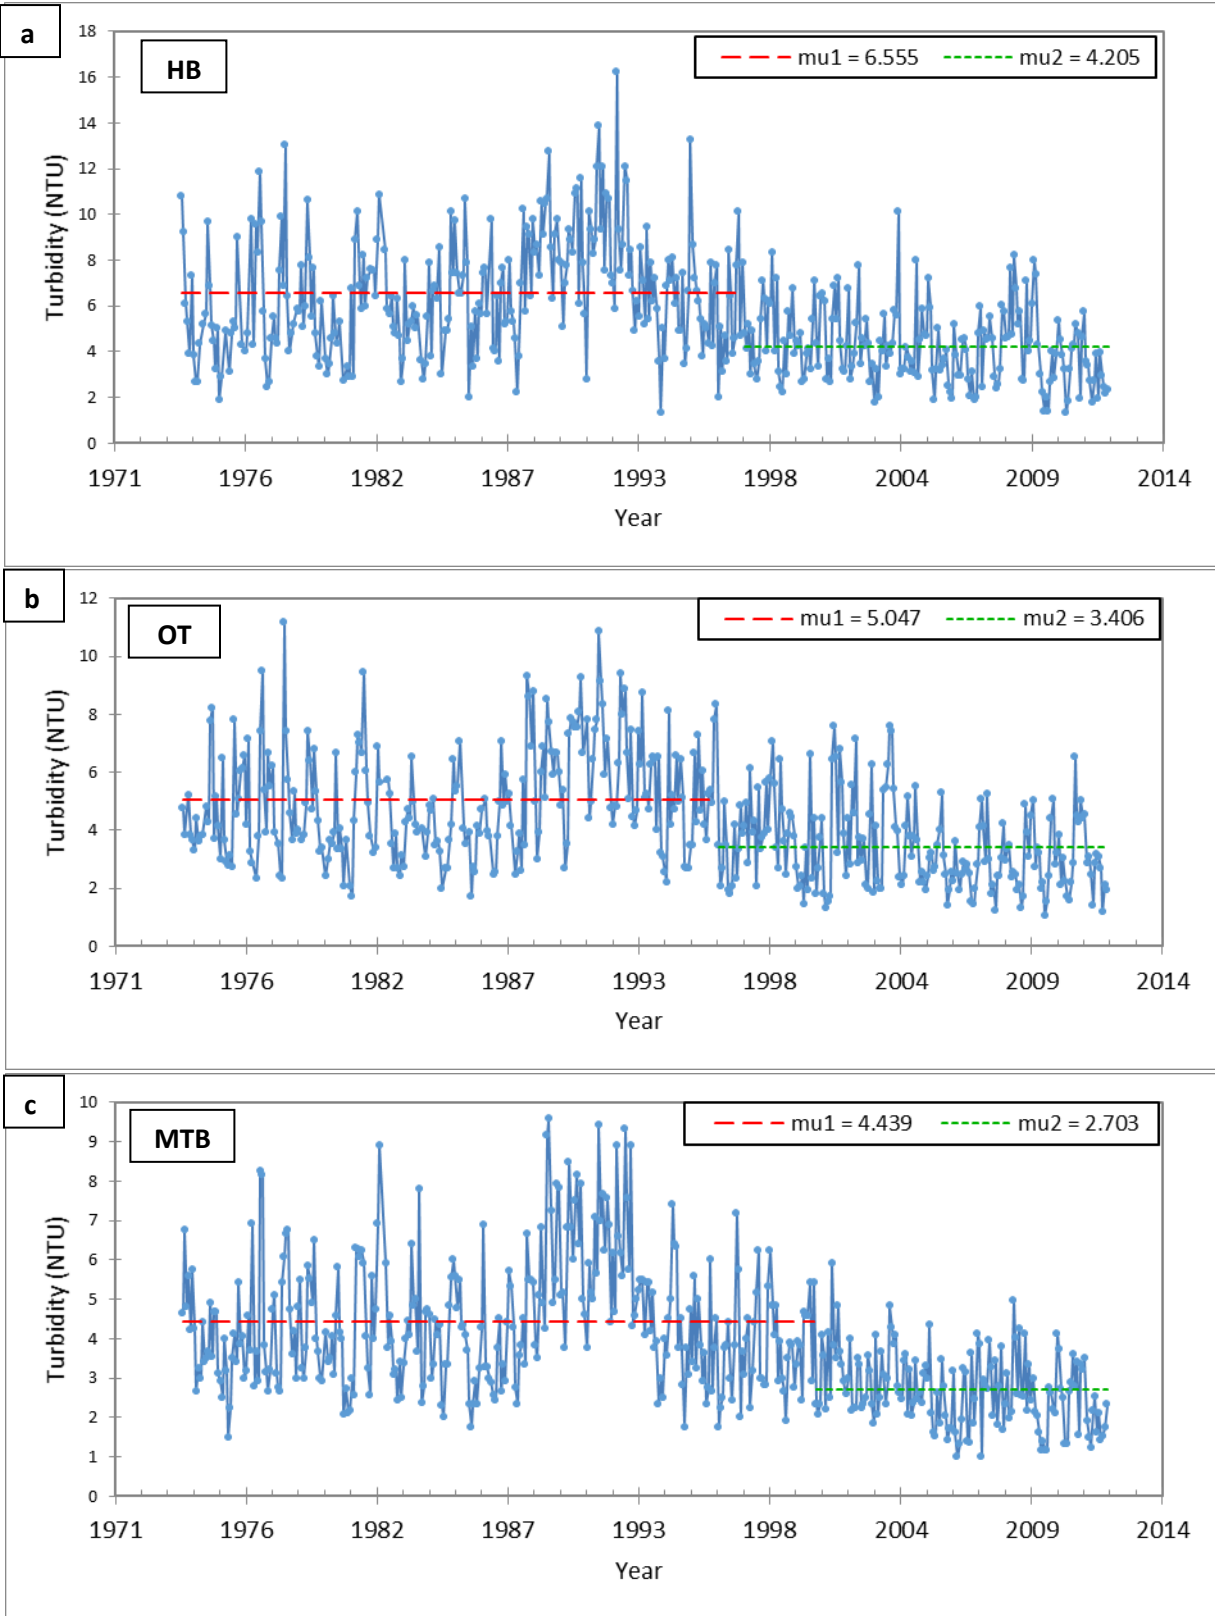 a
HB
mu1 = 6.555 mu2 = 4.205
18
16
14
12
10
8
6
4
2
0
Turbidity (NTU)
1971 1976 1982 1987 1993 1998 2004 2009 2014
Year
b
OT
mu1 = 5.047 mu2 = 3.406
12
10
8
6
4
2
0
Turbidity (NTU)
1971 1976 1982 1987 1993 1998 2004 2009 2014
Year
c
MTB
mu1 = 4.439 mu2 = 2.703
10
9
8
7
6
5
4
3
2
1
0
Turbidity (NTU)
1971 1976 1982 1987 1993 1998 2004 2009 2014
Year